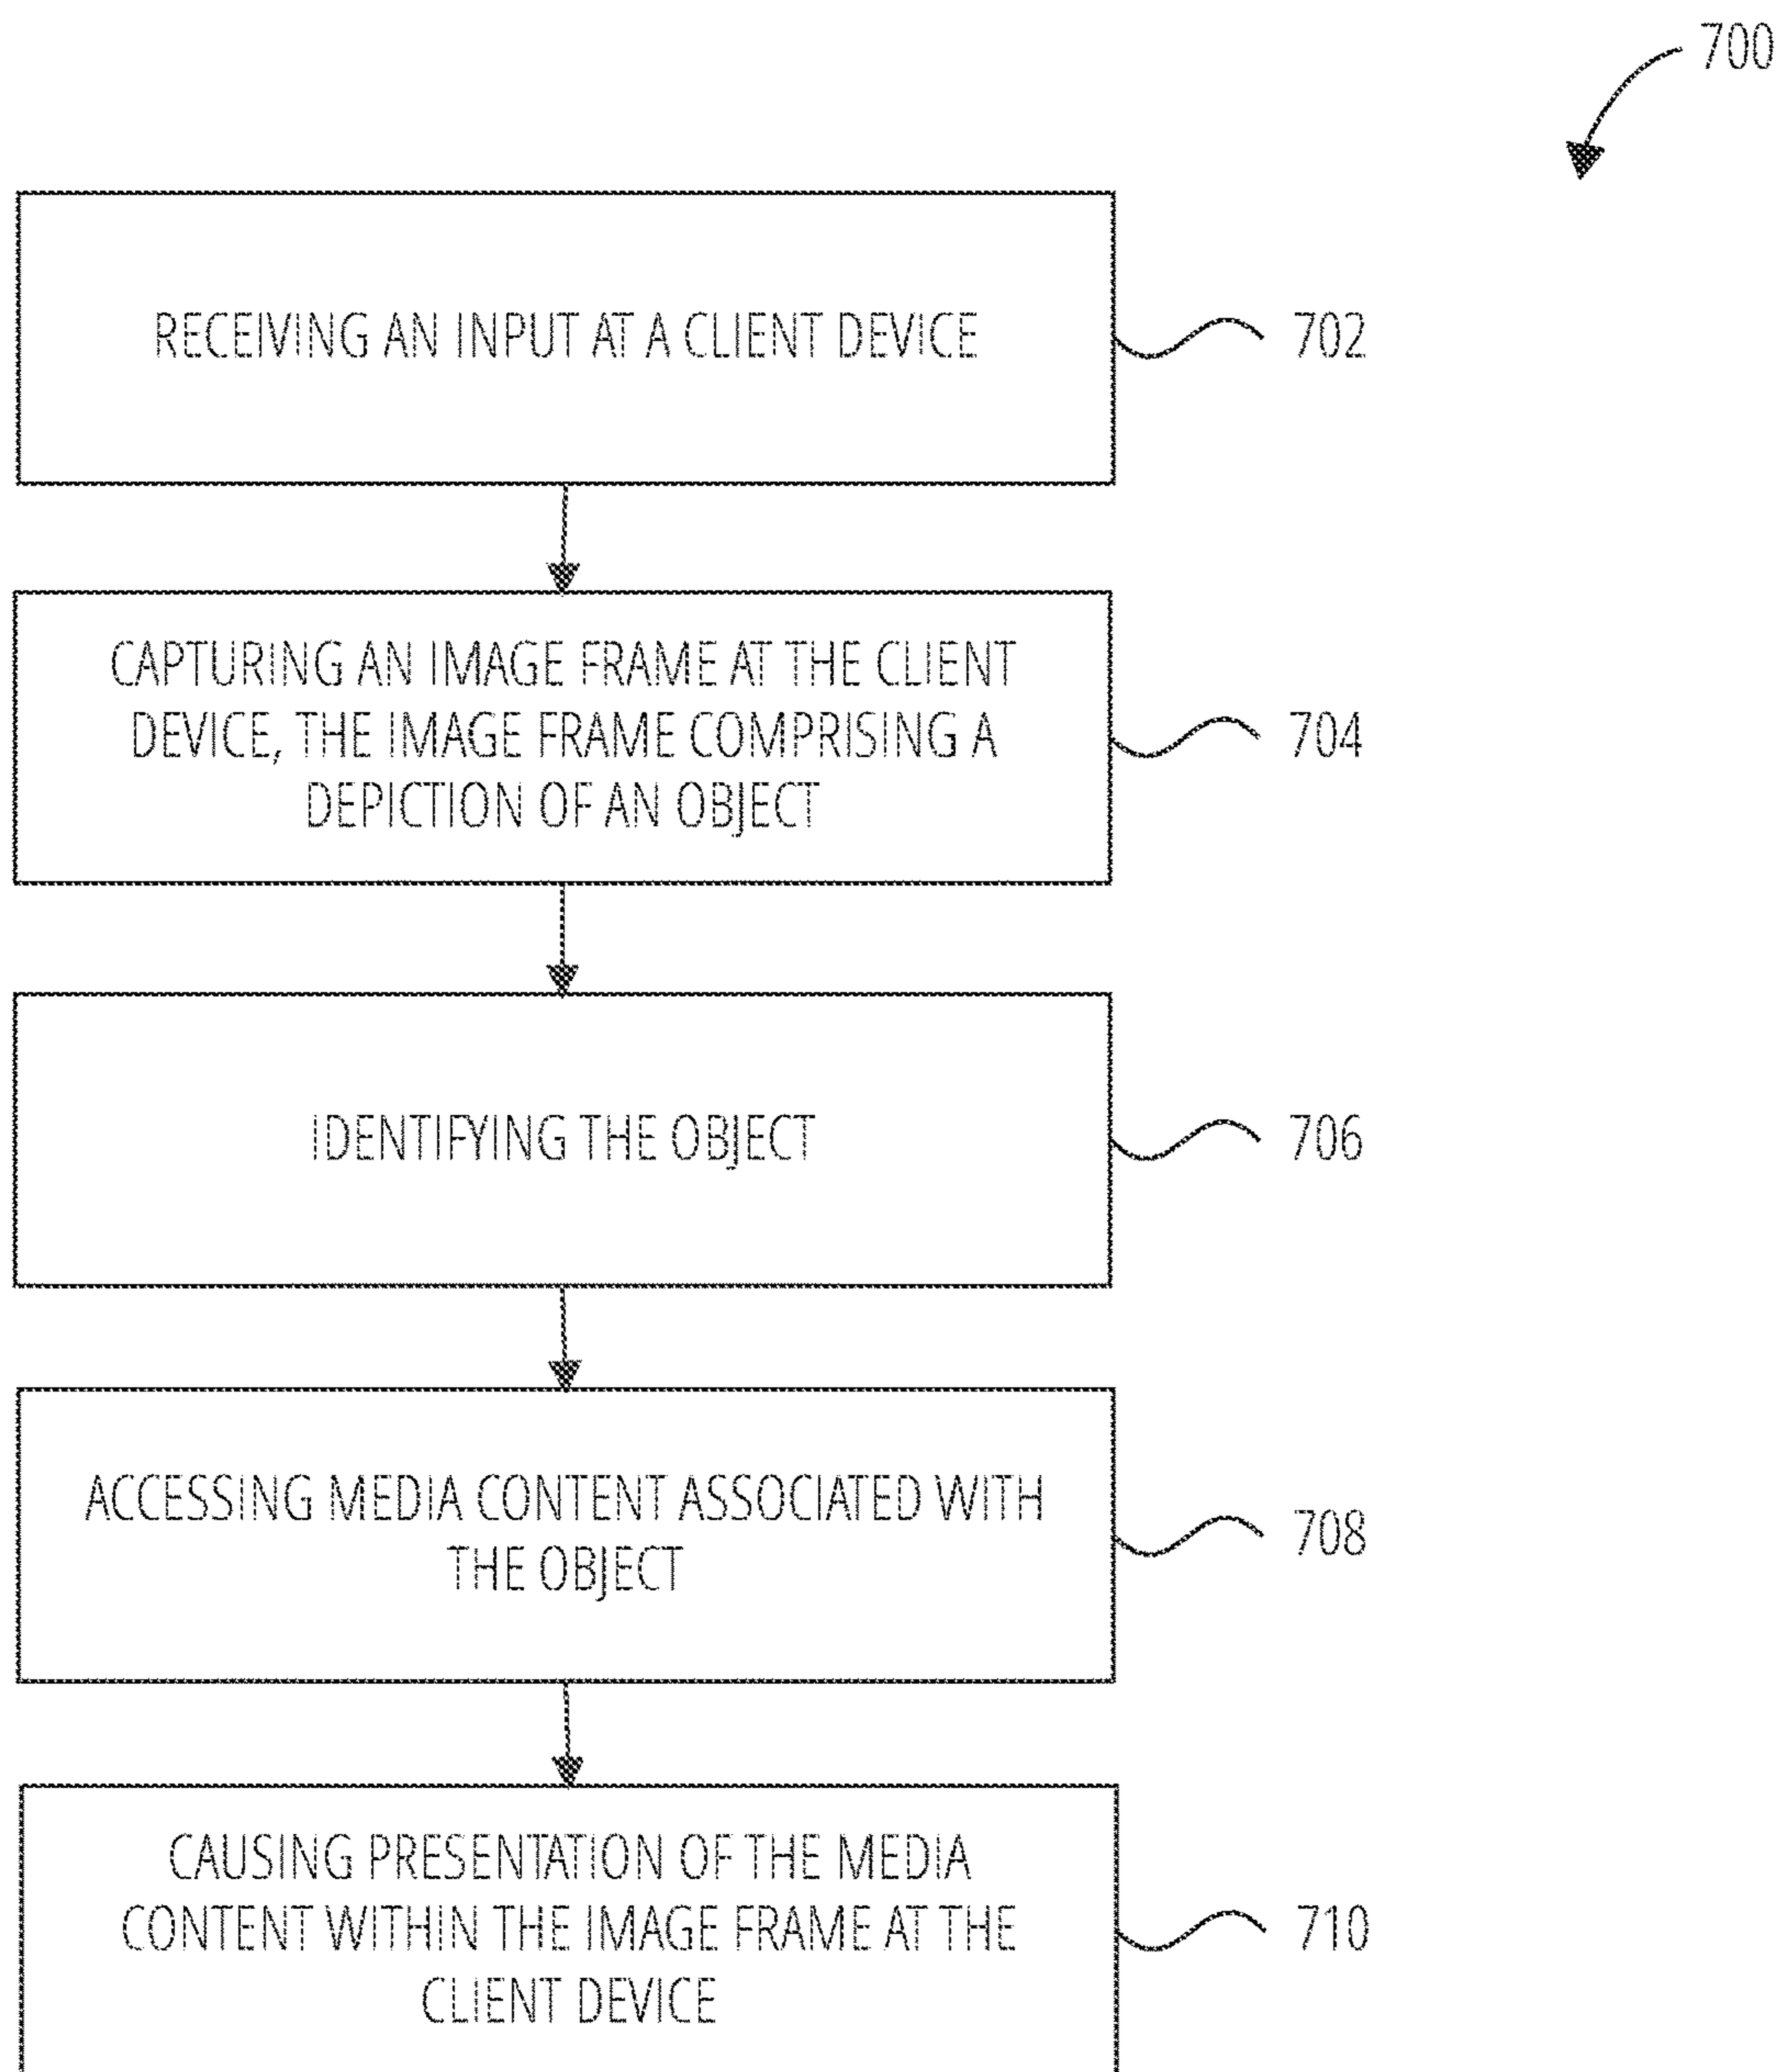 700
RECEIVING AN INPUT AT A CLIENT DEVICE
702
CAPTURING AN IMAGE FRAME AT THE CLIENT
DEVICE, THE IMAGE FRAME COMPRISING A
DEPICTION OF AN OBJECT
704
IDENTIFYING THE OBJECT
706
ACCESSING MEDIA CONTENT ASSOCIATED WITH
THE OBJECT
708
CAUSING PRESENTATION OF THE MEDIA
CONTENT WITHIN THE IMAGE FRAME AT THE
CLIENT DEVICE
710